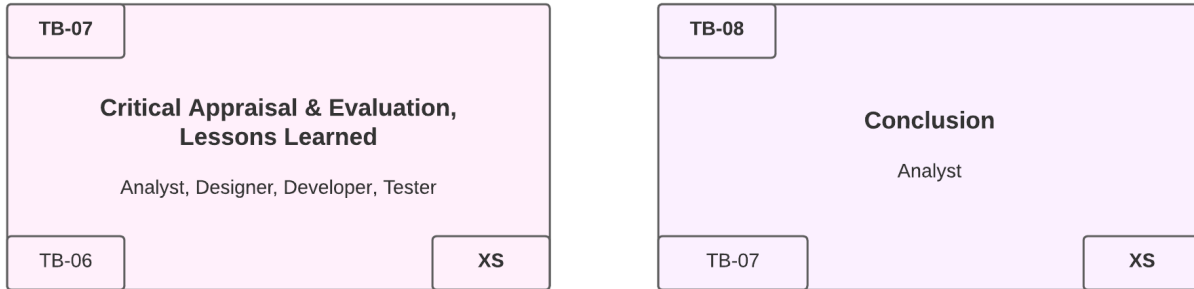 TB-07
Critical Appraisal & Evaluation,
Lessons Learned
Analyst, Designer, Developer, Tester
TB-06
XS
TB-08
Conclusion
Analyst
TB-07
XS